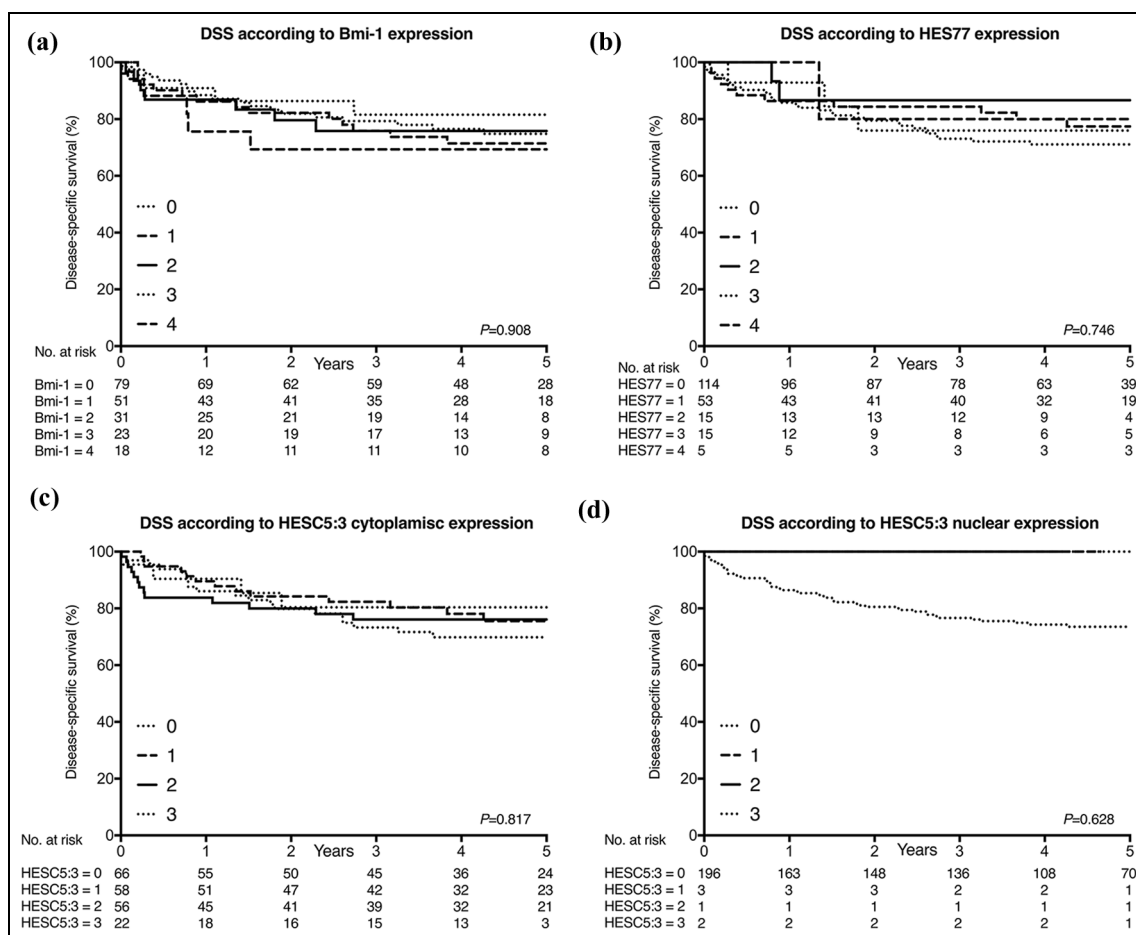 (a)
DSS according to Bmi-1 expression
100
80
60
40
20
0
Disease-specific survival (%)
0
1
2
3
4
P=0.908
0 1 2 3 4 5
Years
No. at risk
Bmi-1 = 0 79 69 62 59 48 28
Bmi-1 = 1 51 43 41 35 28 18
Bmi-1 = 2 31 25 21 19 14 8
Bmi-1 = 3 23 20 19 17 13 9
Bmi-1 = 4 18 12 11 11 10 8
(b)
DSS according to HES77 expression
100
80
60
40
20
0
Disease-specific survival (%)
0
1
2
3
4
P=0.746
0 1 2 3 4 5
Years
No. at risk
HES77 = 0 114 96 87 78 63 39
HES77 = 1 53 43 41 40 32 19
HES77 = 2 15 13 13 12 9 4
HES77 = 3 15 12 9 8 6 5
HES77 = 4 5 5 3 3 3 3
(c)
DSS according to HESC5:3 cytoplamisc expression
100
80
60
40
20
0
Disease-specific survival (%)
0
1
2
3
P=0.817
0 1 2 3 4 5
Years
No. at risk
HESC5:3 = 0 66 55 50 45 36 24
HESC5:3 = 1 58 51 47 42 32 23
HESC5:3 = 2 56 45 41 39 32 21
HESC5:3 = 3 22 18 16 15 13 3
(d)
DSS according to HESC5:3 nuclear expression
100
80
60
40
20
0
Disease-specific survival (%)
0
1
2
3
P=0.628
0 1 2 3 4 5
Years
No. at risk
HESC5:3 = 0 196 163 148 136 108 70
HESC5:3 = 1 3 3 3 2 2 1
HESC5:3 = 2 1 1 1 1 1 1
HESC5:3 = 3 2 2 2 2 2 1